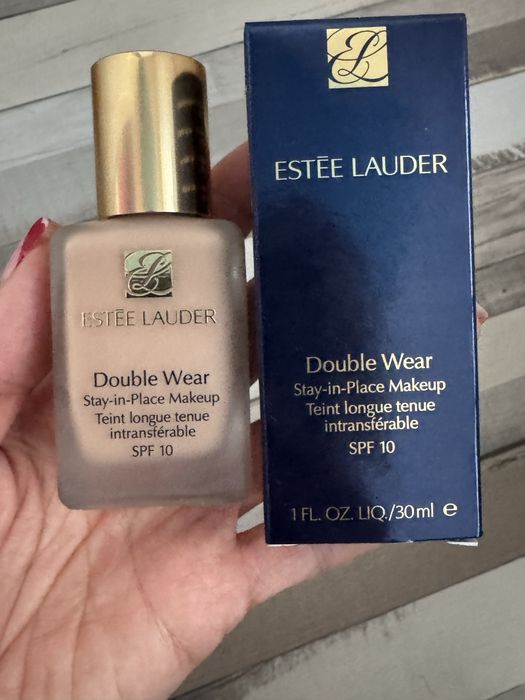 ESTĒE LAUDER
Double Wear
Stay-in-Place Makeup
Teint longue tenue
intransférable
SPF 10
ESTĒE LAUDER
Double Wear
Stay-in-Place Makeup
Teint longue tenue
intransférable
SPF 10
1 FL. OZ. LIQ./30ml e